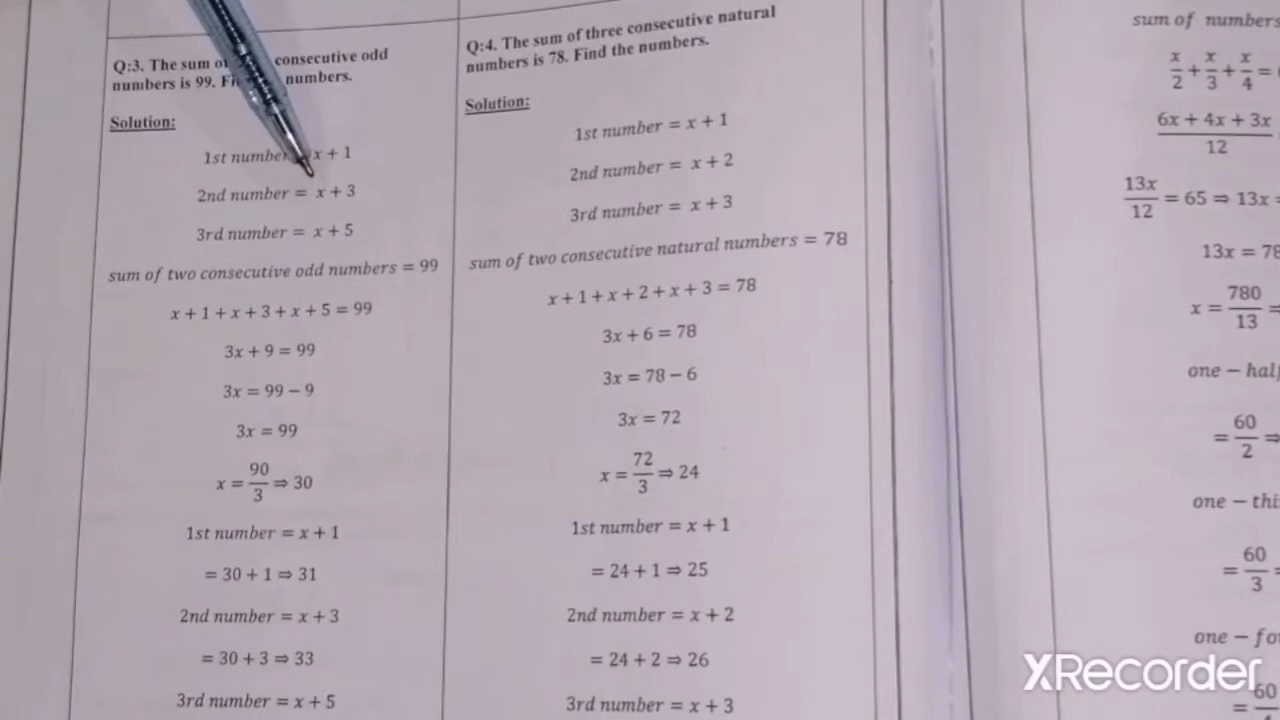 Q:3. The sum consecutive odd
numbers is 99. numbers.
Solution:
1st number x + 1
2nd number = x + 3
3rd number = x + 5
sum of two consecutive odd numbers = 99
x + 1 + x + 3 + x + 5 = 99
3x + 9 = 99
3x = 99 − 9
3x = 99
x = 90/3 ⇒ 30
1st number = x + 1
= 30 + 1 ⇒ 31
2nd number = x + 3
= 30 + 3 ⇒ 33
3rd number = x + 5
Q:4. The sum of three consecutive natural
numbers is 78. Find the numbers.
Solution:
1st number = x + 1
2nd number = x + 2
3rd number = x + 3
sum of two consecutive natural numbers = 78
x + 1 + x + 2 + x + 3 = 78
3x + 6 = 78
3x = 78 − 6
3x = 72
x = 72/3 ⇒ 24
1st number = x + 1
= 24 + 1 ⇒ 25
2nd number = x + 2
= 24 + 2 ⇒ 26
3rd number = x + 3
sum of numbers
x/2 + x/3 + x/4 =
6x + 4x + 3x/12
13x/12 = 65 ⇒ 13x =
13x = 78
x = 780/13 =
one − half
= 60/2 ⇒
one − thi
= 60/3 =
one − fo
= 60
XRecorder